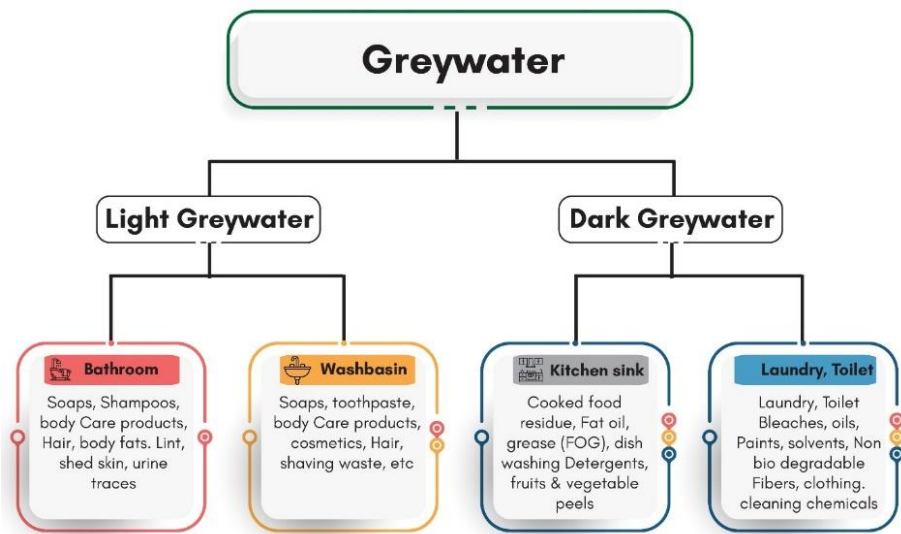 Greywater
Light Greywater
Dark Greywater
Bathroom
Soaps, Shampoos,
body Care products,
Hair, body fats. Lint,
shed skin, urine
traces
Washbasin
Soaps, toothpaste,
body Care products,
cosmetics, Hair,
shaving waste, etc
Kitchen sink
Cooked food
residue, Fat oil,
grease (FOG), dish
washing Detergents,
fruits & vegetable
peels
Laundry, Toilet
Laundry, Toilet
Bleaches, oils,
Paints, solvents, Non
bio degradable
Fibers, clothing.
cleaning chemicals